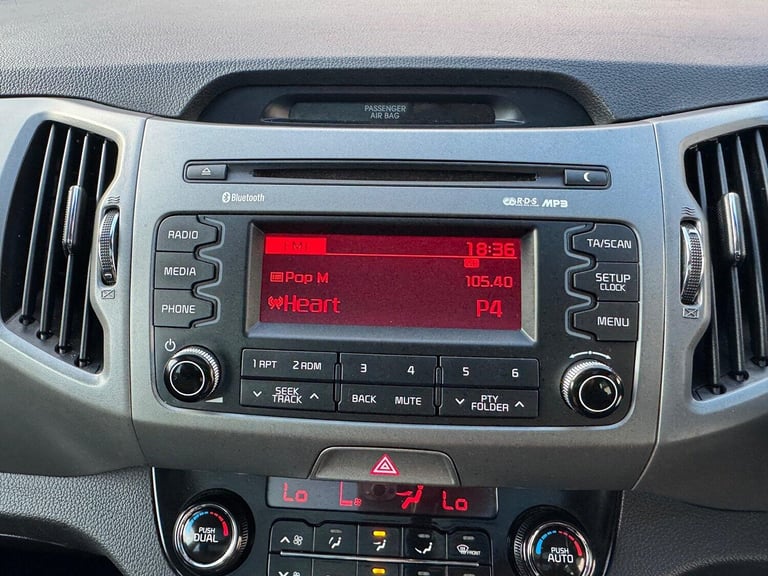 PASSENGER
AIR BAG
Bluetooth
R·D·S MP3
RADIO
MEDIA
PHONE
FM1 18:36
Pop M 105.40
Heart P4
TA/SCAN
SETUP
CLOCK
MENU
1 RPT 2 RDM 3 4 5 6
SEEK
TRACK
BACK MUTE
PTY
FOLDER
Lo Lo
PUSH
DUAL
FRONT
PUSH
AUTO